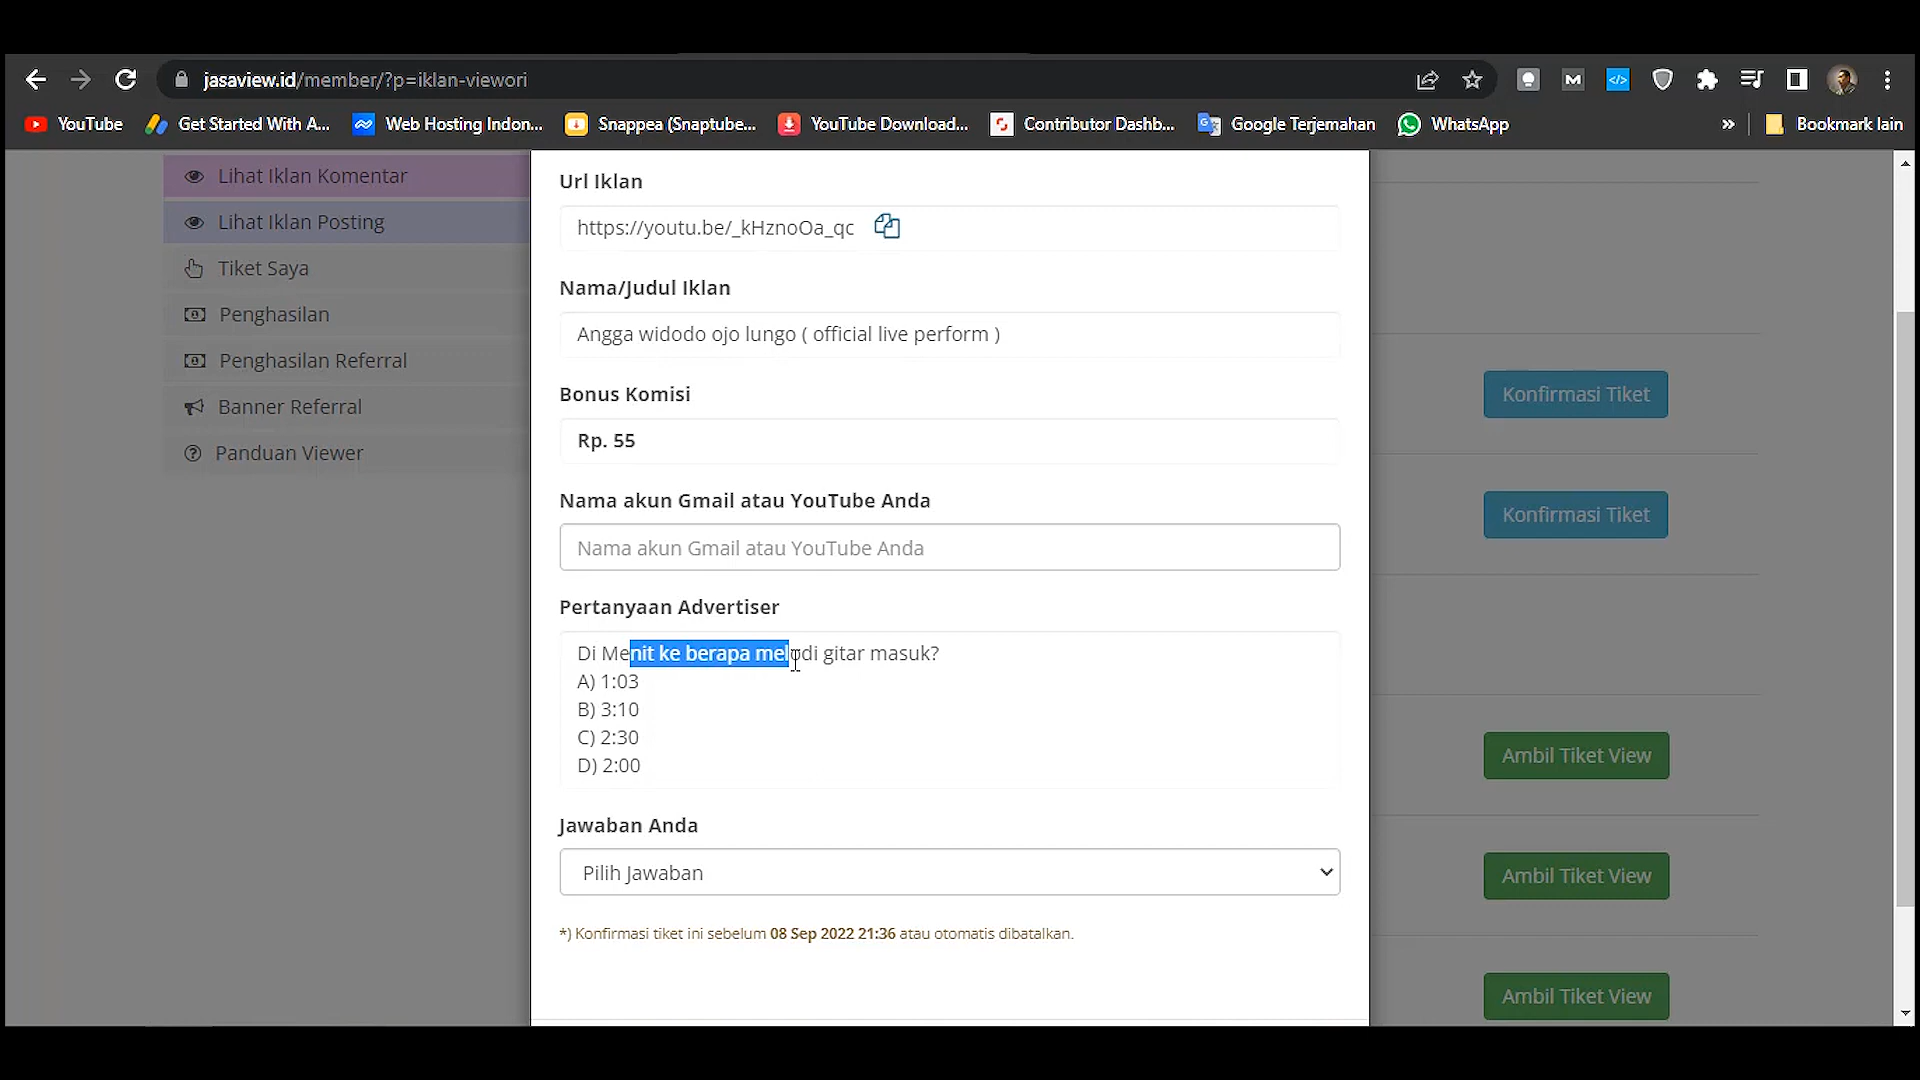 jasaview.id/member/?p=iklan-viewori
YouTube
Get Started With A...
Web Hosting Indon...
Snappea (Snaptube...
YouTube Download...
Contributor Dashb...
Google Terjemahan
WhatsApp
»
Bookmark lain
Lihat Iklan Komentar
Lihat Iklan Posting
Tiket Saya
Penghasilan
Penghasilan Referral
Banner Referral
Panduan Viewer
Url Iklan
https://youtu.be/_kHznoOa_qc
Nama/Judul Iklan
Angga widodo ojo lungo ( official live perform )
Bonus Komisi
Rp. 55
Nama akun Gmail atau YouTube Anda
Nama akun Gmail atau YouTube Anda
Pertanyaan Advertiser
Di Menit ke berapa melodi gitar masuk?
A) 1:03
B) 3:10
C) 2:30
D) 2:00
Jawaban Anda
Pilih Jawaban
*) Konfirmasi tiket ini sebelum 08 Sep 2022 21:36 atau otomatis dibatalkan.
Konfirmasi Tiket
Konfirmasi Tiket
Ambil Tiket View
Ambil Tiket View
Ambil Tiket View